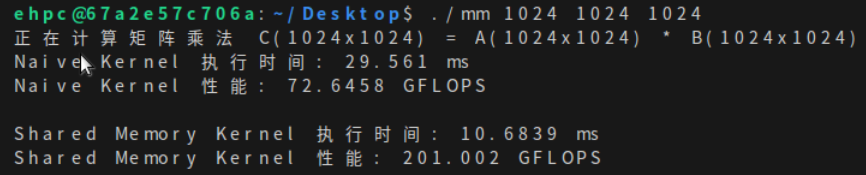 ehpc@67a2e57c706a:~/Desktop$ ./mm 1024 1024 1024
正在计算矩阵乘法 C(1024x1024) = A(1024x1024) * B(1024x1024)
Naive Kernel 执行时间: 29.561 ms
Naive Kernel 性能: 72.6458 GFLOPS
Shared Memory Kernel 执行时间: 10.6839 ms
Shared Memory Kernel 性能: 201.002 GFLOPS